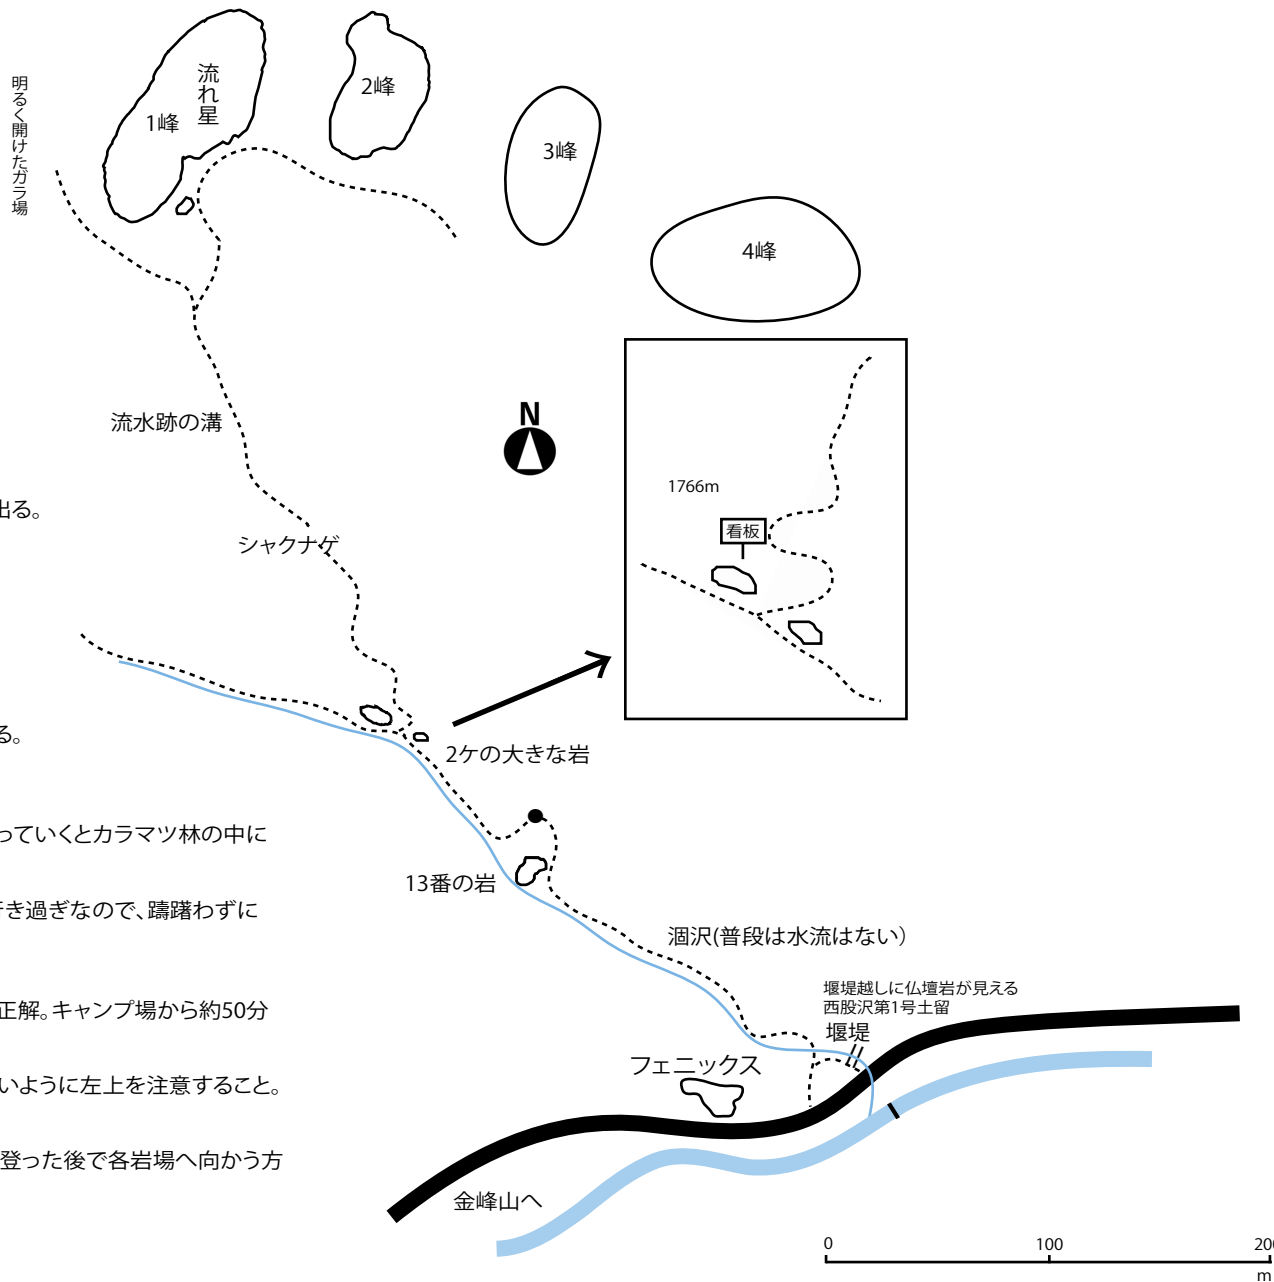 明るく開けたガラ場
流れ星
1峰
2峰
3峰
4峰
流水跡の溝
N
1766m
看板
出る。
シャクナゲ
る。
2ケの大きな岩
っていくとカラマツ林の中に
13番の岩
行き過ぎなので、躊躇わずに
涸沢(普段は水流はない）
堰堤越しに仏壇岩が見える
西股沢第1号土留
堰堤
正解。キャンプ場から約50分
フェニックス
いように左上を注意すること。
登った後で各岩場へ向かう方
金峰山へ
0 100 200
m